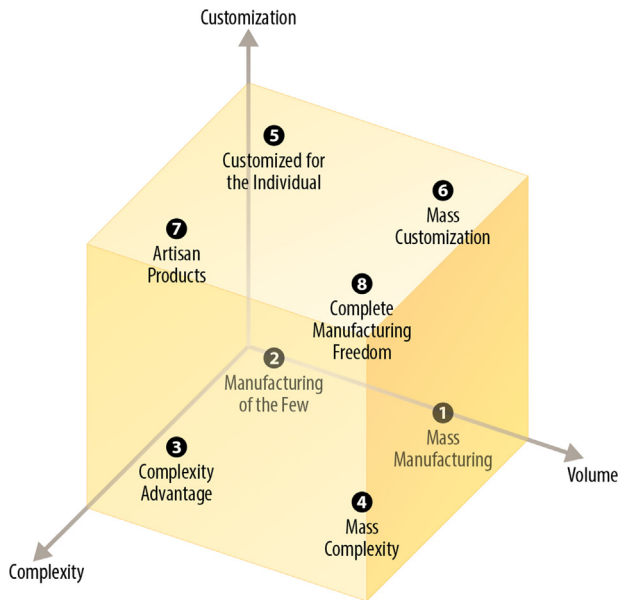 Customization
5
Customized for
the Individual
6
Mass
Customization
7
Artisan
Products
8
Complete
Manufacturing
Freedom
2
Manufacturing
of the Few
1
Mass
Manufacturing
3
Complexity
Advantage
4
Mass
Complexity
Volume
Complexity